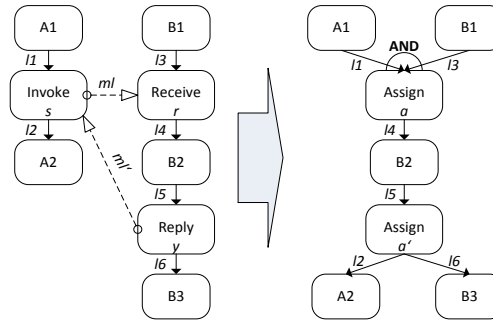 A1
B1
l1
ml
l3
Invoke
s
Receive
r
l2
l4
A2
B2
ml'
l5
Reply
y
l6
B3
A1
B1
AND
l1
l3
Assign
a
l4
B2
l5
Assign
a'
l2
l6
A2
B3